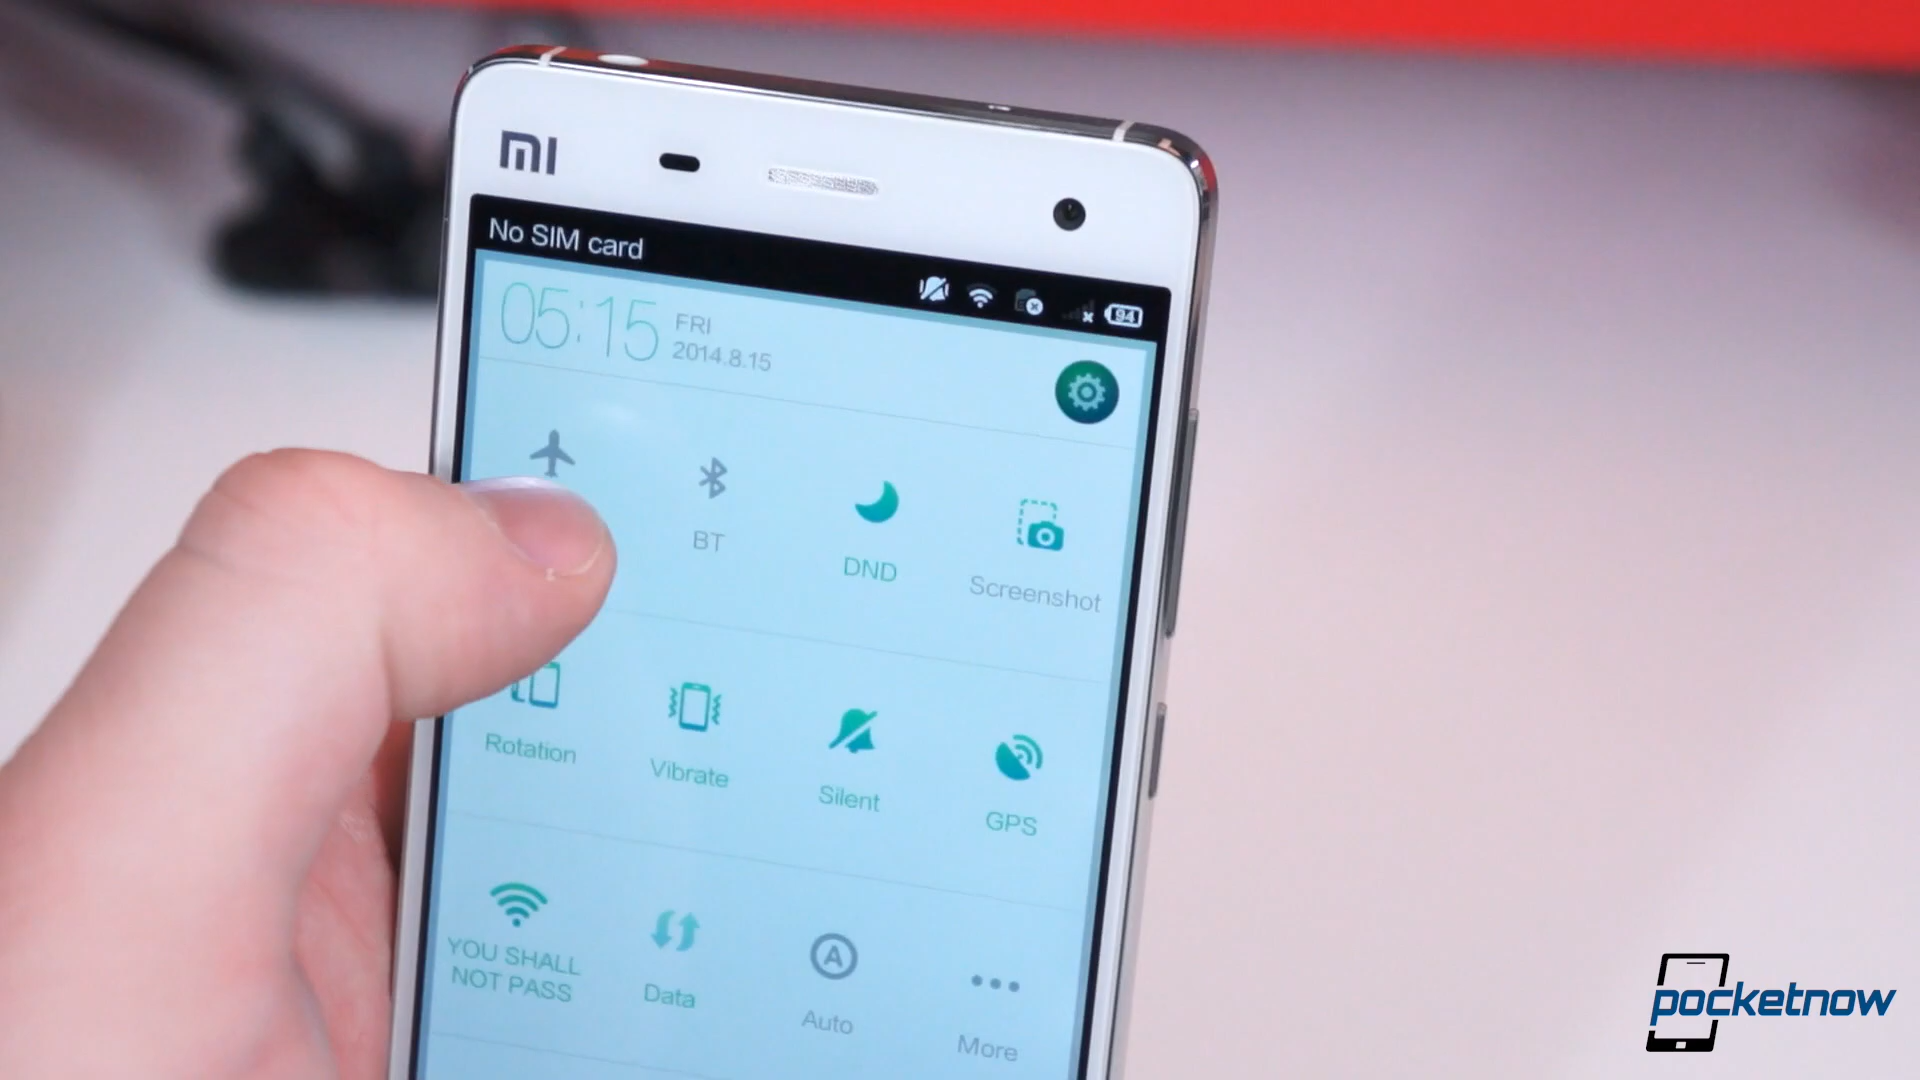 MI
No SIM card
94
05:15
FRI
2014.8.15
BT
DND
Screenshot
Rotation
Vibrate
Silent
GPS
YOU SHALL
NOT PASS
Data
A
Auto
More
pocketnow